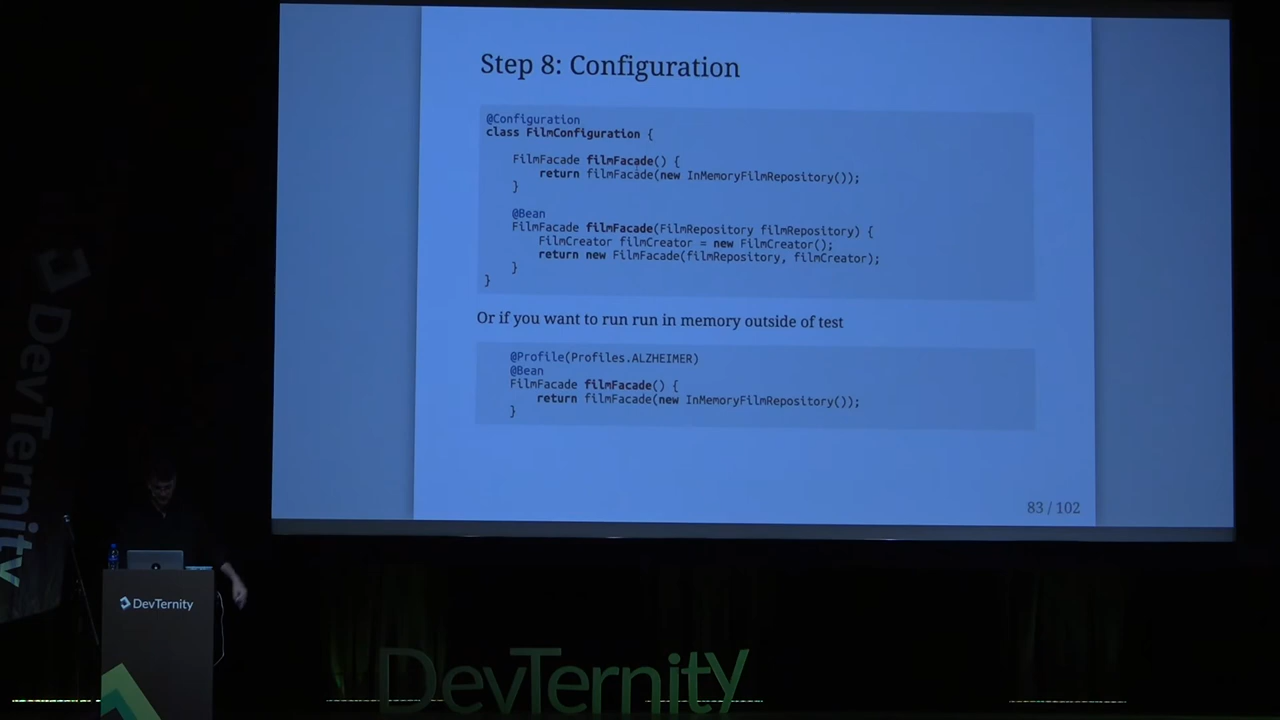 Step 8: Configuration
@Configuration
class FilmConfiguration {
FilmFacade filmFacade() {
return filmFacade(new InMemoryFilmRepository());
}
@Bean
FilmFacade filmFacade(FilmRepository filmRepository) {
FilmCreator filmCreator = new FilmCreator();
return new FilmFacade(filmRepository, filmCreator);
}
}
Or if you want to run run in memory outside of test
@Profile(Profiles.ALZHEIMER)
@Bean
FilmFacade filmFacade() {
return filmFacade(new InMemoryFilmRepository());
}
83 / 102
DevTernity
DevTernity
DevTernity